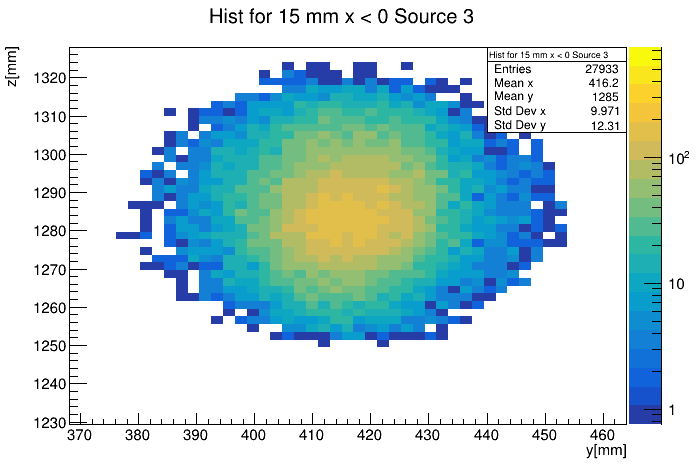 Hist for 15 mm x < 0 Source 3
z[mm]
Hist for 15 mm x < 0 Source 3
Entries 27933
Mean x 416.2
Mean y 1285
Std Dev x 9.971
Std Dev y 12.31
1320
1310
1300
1290
1280
1270
1260
1250
1240
1230
10²
10
1
370 380 390 400 410 420 430 440 450 460
y[mm]